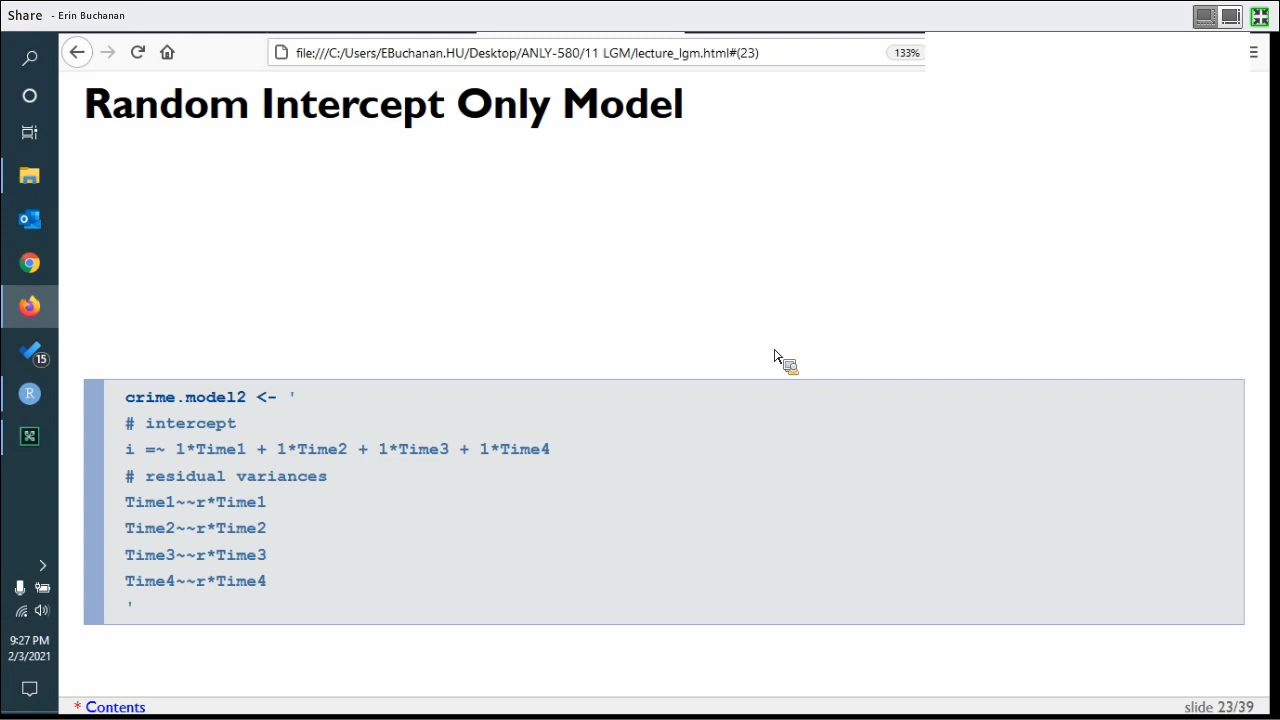 Share - Erin Buchanan
file:///C:/Users/EBuchanan.HU/Desktop/ANLY-580/11 LGM/lecture_lgm.html#(23)
133%
Random Intercept Only Model
crime.model2 <- '
# intercept
i =~ 1*Time1 + 1*Time2 + 1*Time3 + 1*Time4
# residual variances
Time1~~r*Time1
Time2~~r*Time2
Time3~~r*Time3
Time4~~r*Time4
'
15
R
9:27 PM
2/3/2021
* Contents
slide 23/39